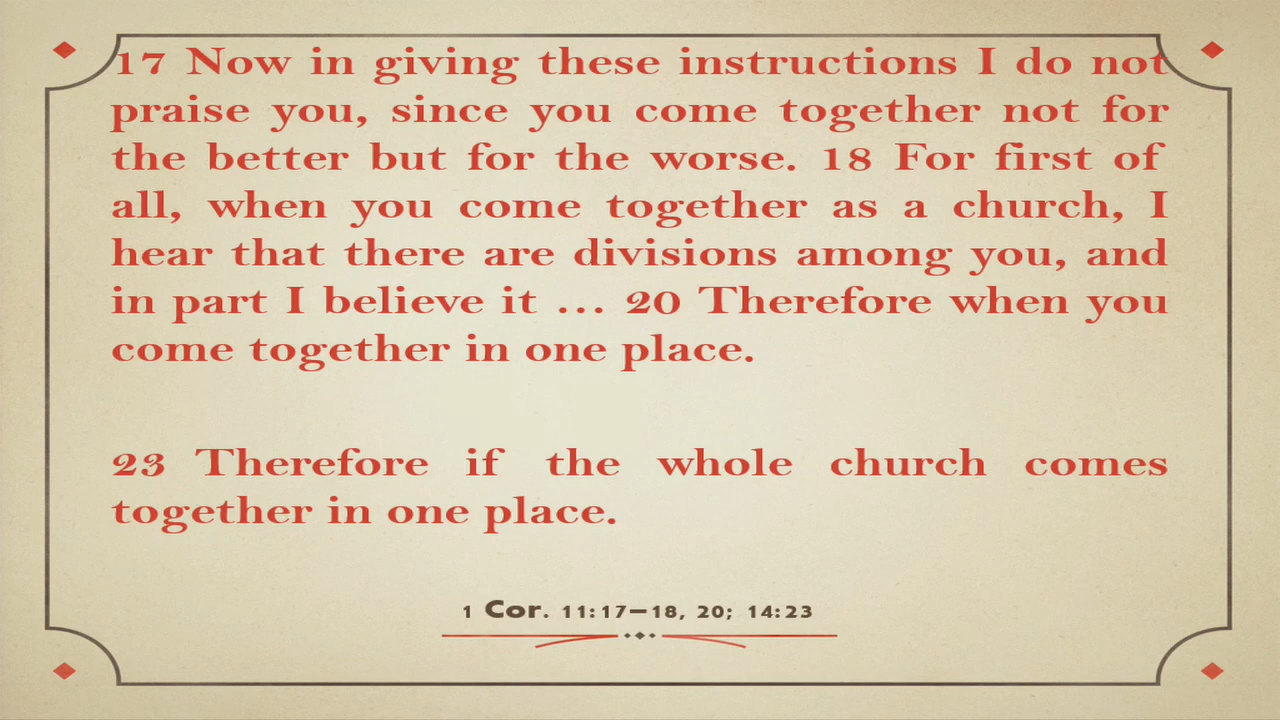 17 Now in giving these instructions I do not
praise you, since you come together not for
the better but for the worse. 18 For first of
all, when you come together as a church, I
hear that there are divisions among you, and
in part I believe it … 20 Therefore when you
come together in one place.
23 Therefore if the whole church comes
together in one place.
1 Cor. 11:17–18, 20; 14:23